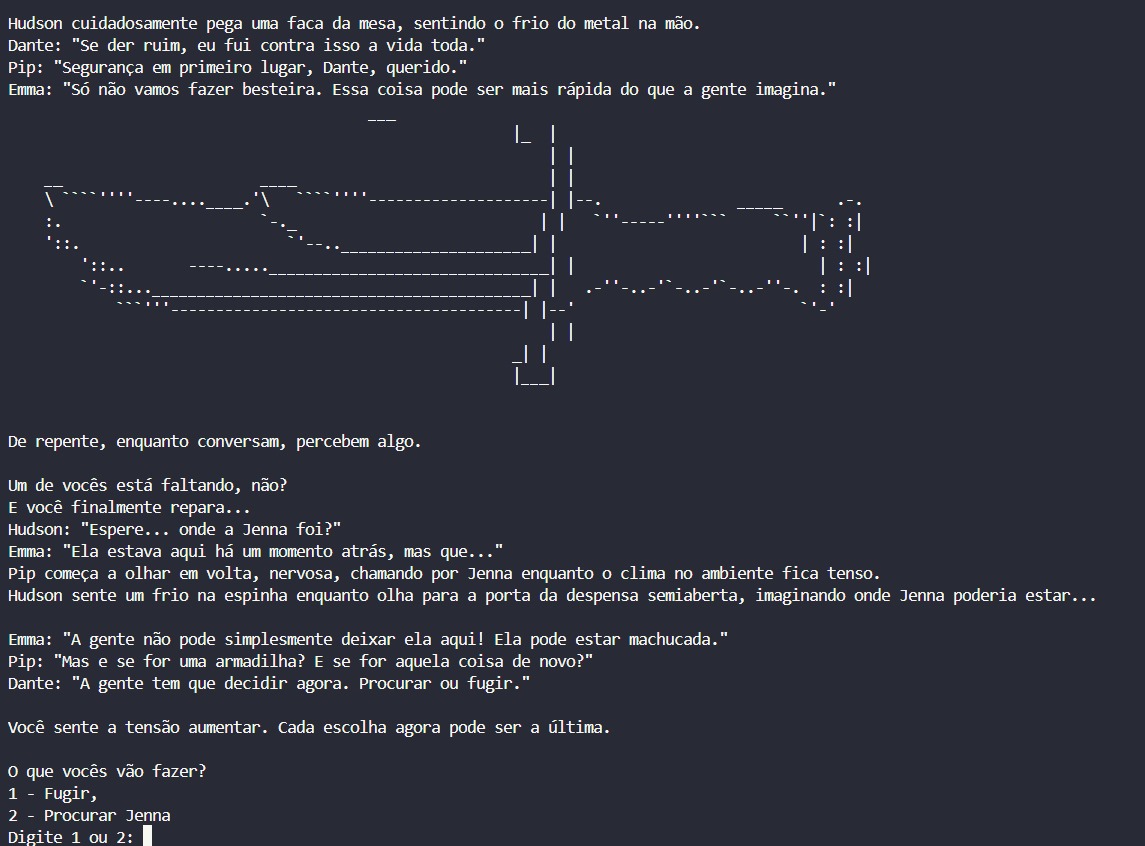 Hudson cuidadosamente pega uma faca da mesa, sentindo o frio do metal na mão.
Dante: "Se der ruim, eu fui contra isso a vida toda."
Pip: "Segurança em primeiro lugar, Dante, querido."
Emma: "Só não vamos fazer besteira. Essa coisa pode ser mais rápida do que a gente imagina."
De repente, enquanto conversam, percebem algo.
Um de vocês está faltando, não?
E você finalmente repara...
Hudson: "Espere... onde a Jenna foi?"
Emma: "Ela estava aqui há um momento atrás, mas que..."
Pip começa a olhar em volta, nervosa, chamando por Jenna enquanto o clima no ambiente fica tenso.
Hudson sente um frio na espinha enquanto olha para a porta da despensa semiaberta, imaginando onde Jenna poderia estar...
Emma: "A gente não pode simplesmente deixar ela aqui! Ela pode estar machucada."
Pip: "Mas e se for uma armadilha? E se for aquela coisa de novo?"
Dante: "A gente tem que decidir agora. Procurar ou fugir."
Você sente a tensão aumentar. Cada escolha agora pode ser a última.
O que vocês vão fazer?
1 - Fugir,
2 - Procurar Jenna
Digite 1 ou 2: